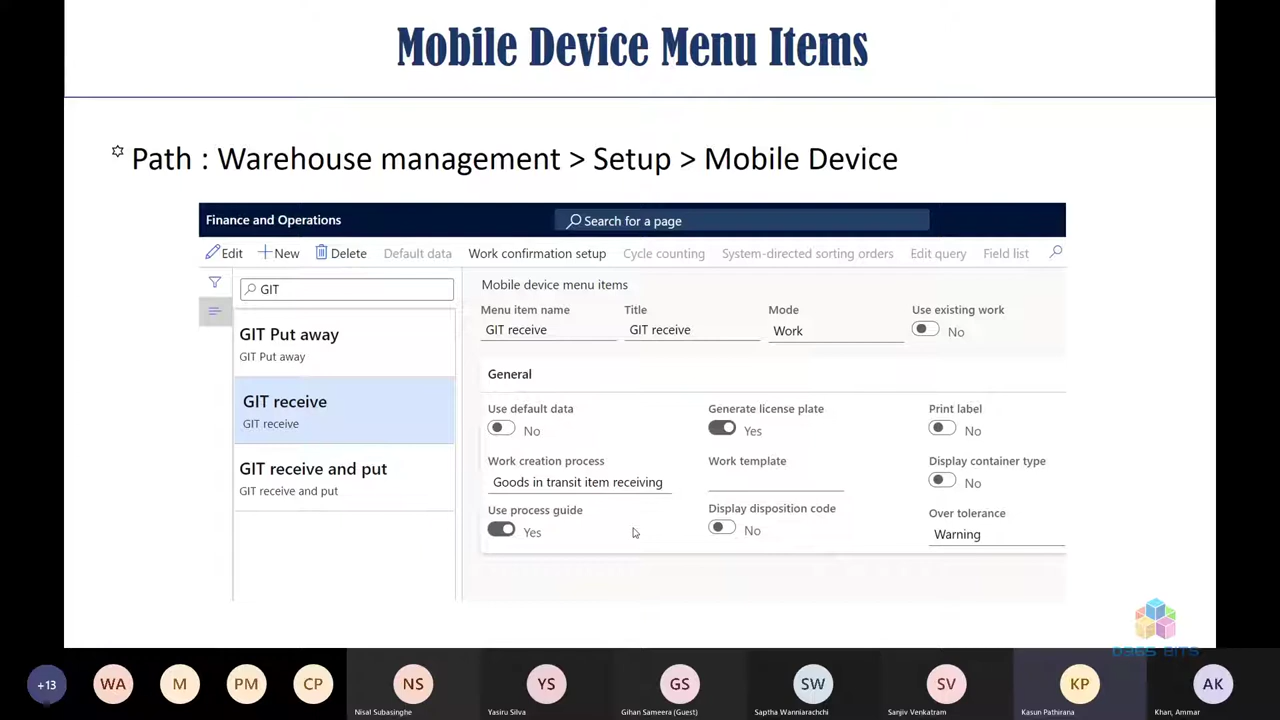 Mobile Device Menu Items
Path : Warehouse management > Setup > Mobile Device
Finance and Operations
Search for a page
Edit
New
Delete
Default data
Work confirmation setup
Cycle counting
System-directed sorting orders
Edit query
Field list
GIT
GIT Put away
GIT Put away
GIT receive
GIT receive
GIT receive and put
GIT receive and put
Mobile device menu items
Menu item name
Title
Mode
Use existing work
GIT receive
GIT receive
Work
No
General
Use default data
Generate license plate
Print label
No
Yes
No
Work creation process
Work template
Display container type
Goods in transit item receiving
No
Use process guide
Display disposition code
Over tolerance
Yes
No
Warning
D365 BITS
+13
WA
M
PM
CP
NS
YS
GS
SW
SV
KP
AK
Nisal Subasinghe
Yasiru Silva
Gihan Sameera (Guest)
Saptha Wanniarachchi
Sanjiv Venkatram
Kasun Pathirana
Khan, Ammar